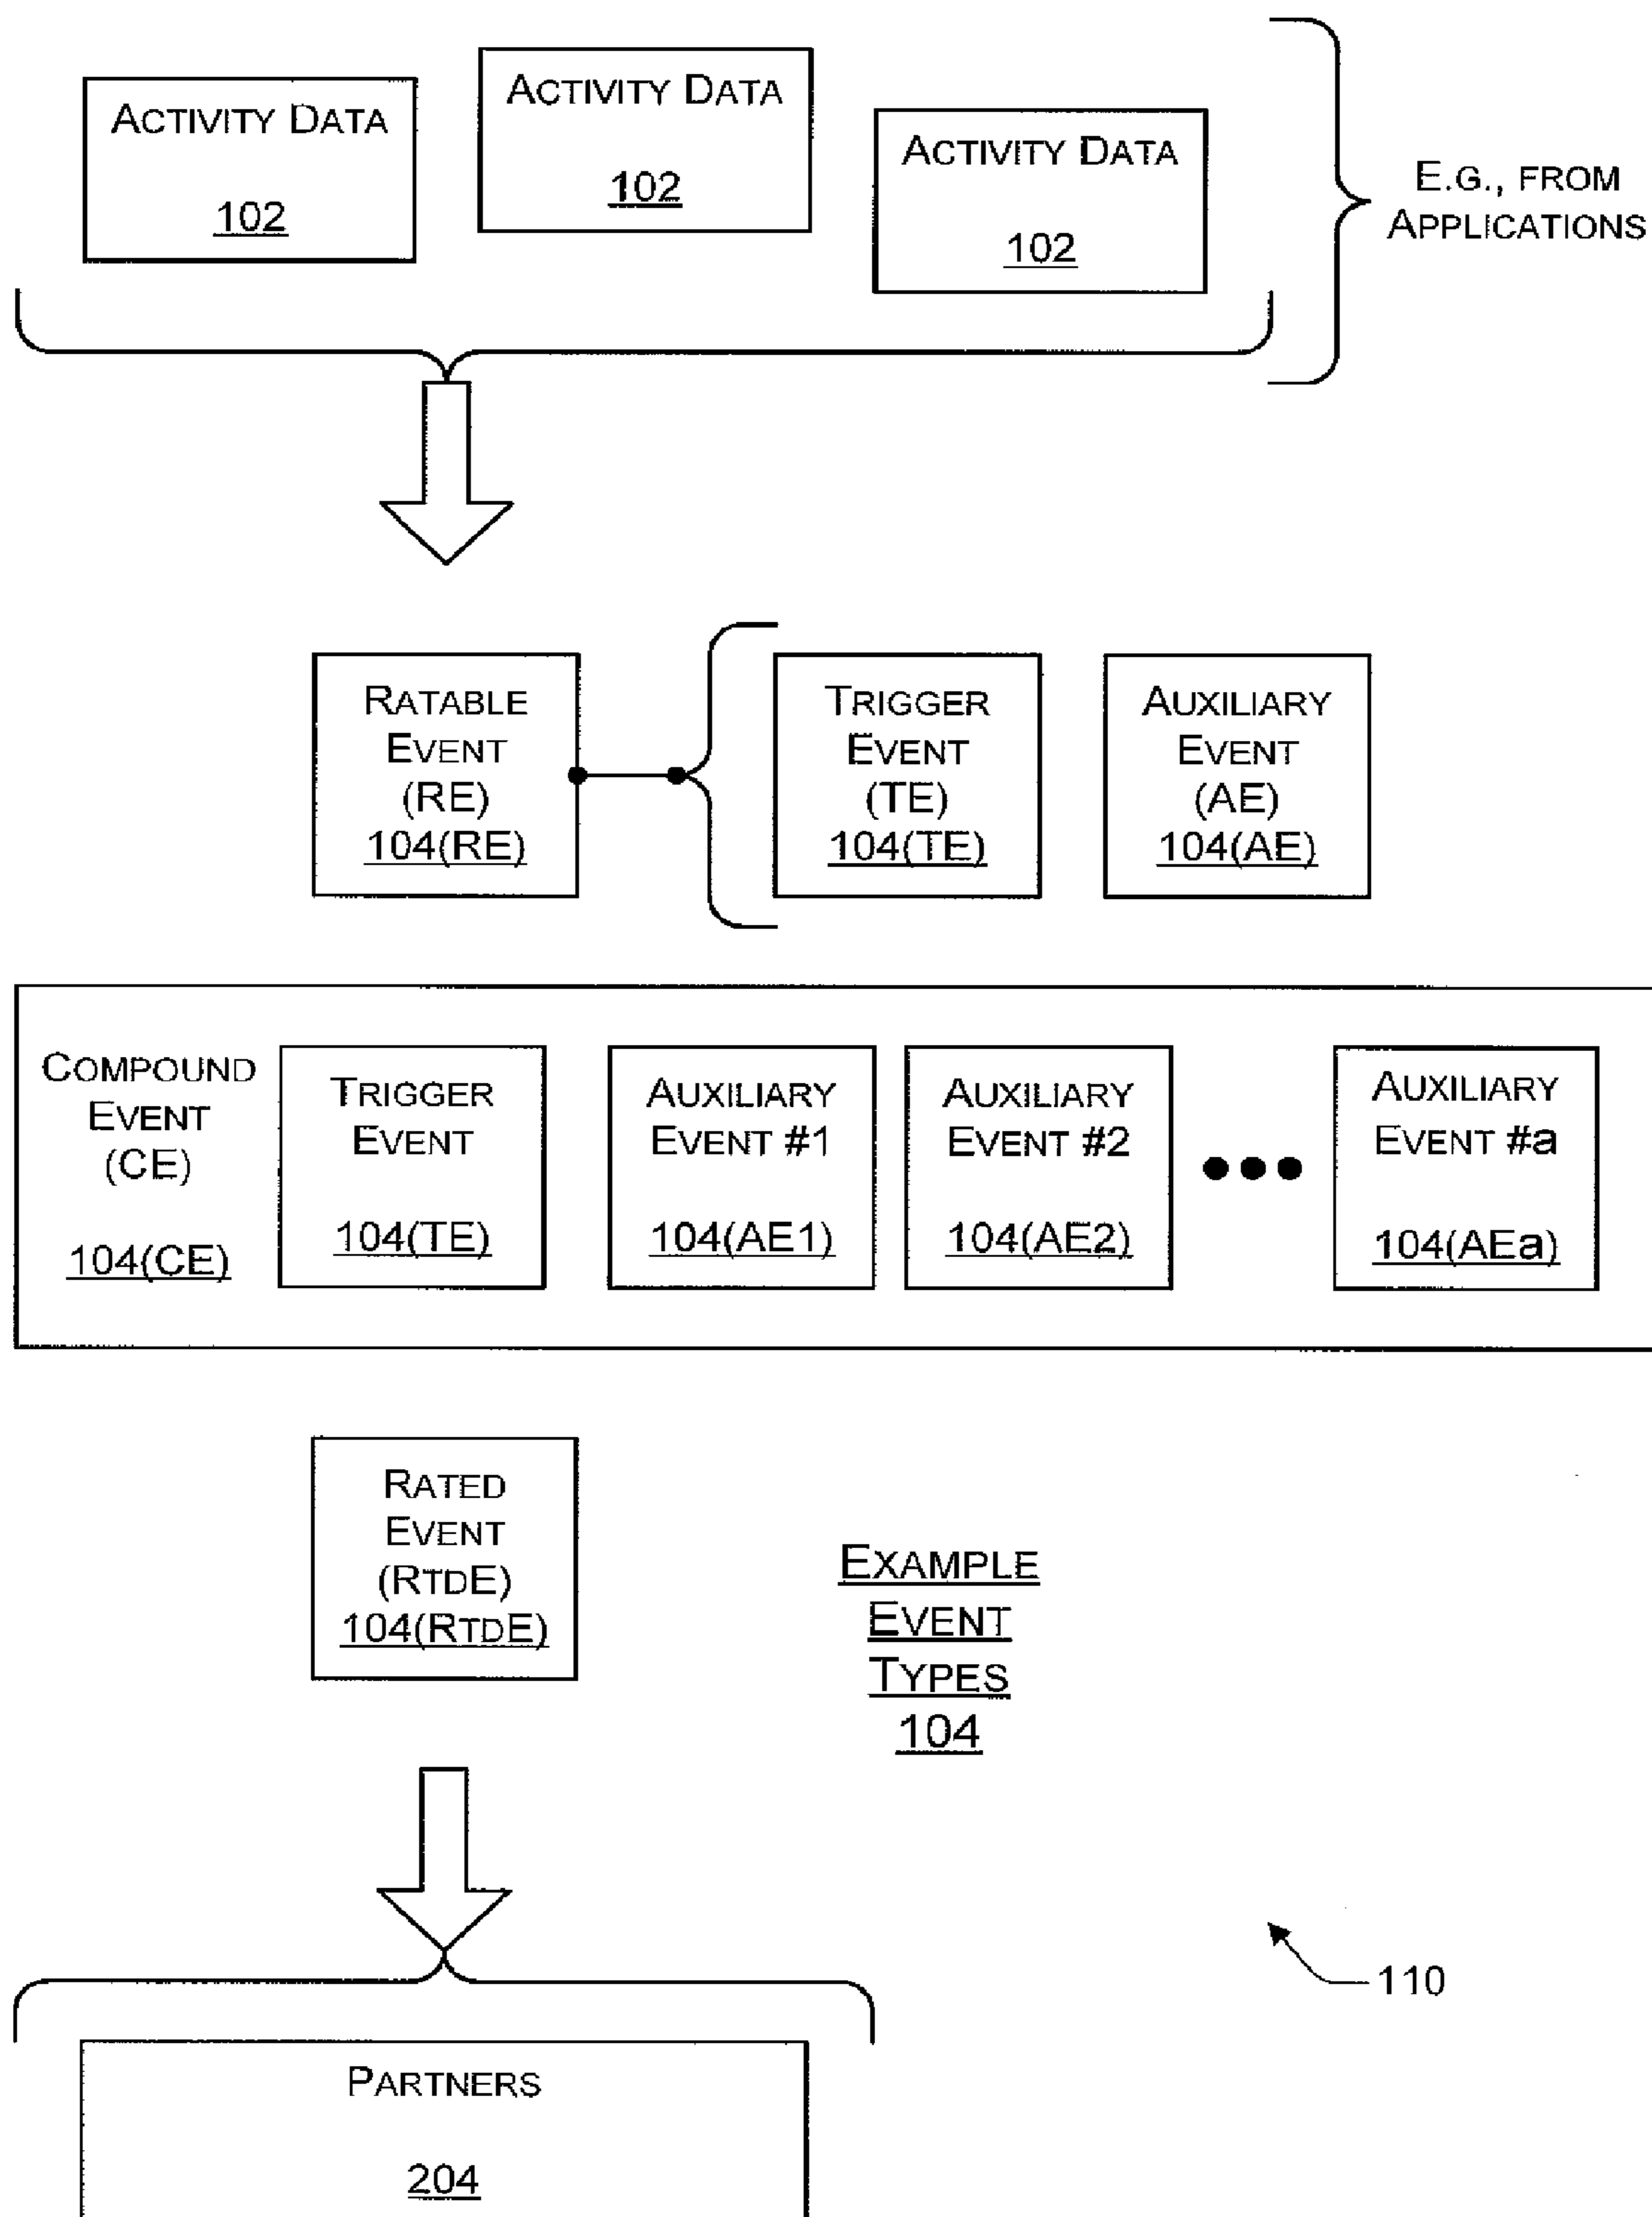 ACTIVITY DATA
102
ACTIVITY DATA
102
ACTIVITY DATA
102
E.G., FROM
APPLICATIONS
RATABLE
EVENT
(RE)
104(RE)
TRIGGER
EVENT
(TE)
104(TE)
AUXILIARY
EVENT
(AE)
104(AE)
COMPOUND
EVENT
(CE)
104(CE)
TRIGGER
EVENT
104(TE)
AUXILIARY
EVENT #1
104(AE1)
AUXILIARY
EVENT #2
104(AE2)
AUXILIARY
EVENT #a
104(AEa)
RATED
EVENT
(RTDE)
104(RTDE)
EXAMPLE
EVENT
TYPES
104
110
PARTNERS
204